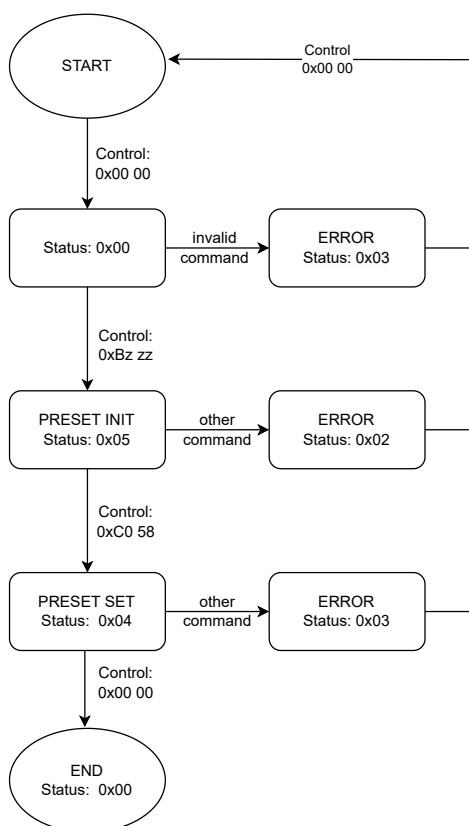 START
Control
0x00 00
Control:
0x00 00
Status: 0x00
invalid
command
ERROR
Status: 0x03
Control:
0xBz zz
PRESET INIT
Status: 0x05
other
command
ERROR
Status: 0x02
Control:
0xC0 58
PRESET SET
Status: 0x04
other
command
ERROR
Status: 0x03
Control:
0x00 00
END
Status: 0x00